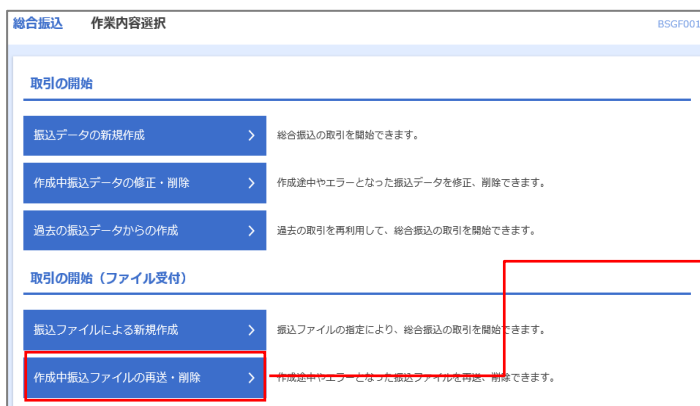 総合振込 作業内容選択 BSGF001
取引の開始
振込データの新規作成 総合振込の取引を開始できます。
作成中振込データの修正・削除 作成途中やエラーとなった振込データを修正、削除できます。
過去の振込データからの作成 過去の取引を再利用して、総合振込の取引を開始できます。
取引の開始（ファイル受付）
振込ファイルによる新規作成 振込ファイルの指定により、総合振込の取引を開始できます。
作成中振込ファイルの再送・削除 作成途中やエラーとなった振込ファイルを再送、削除できます。